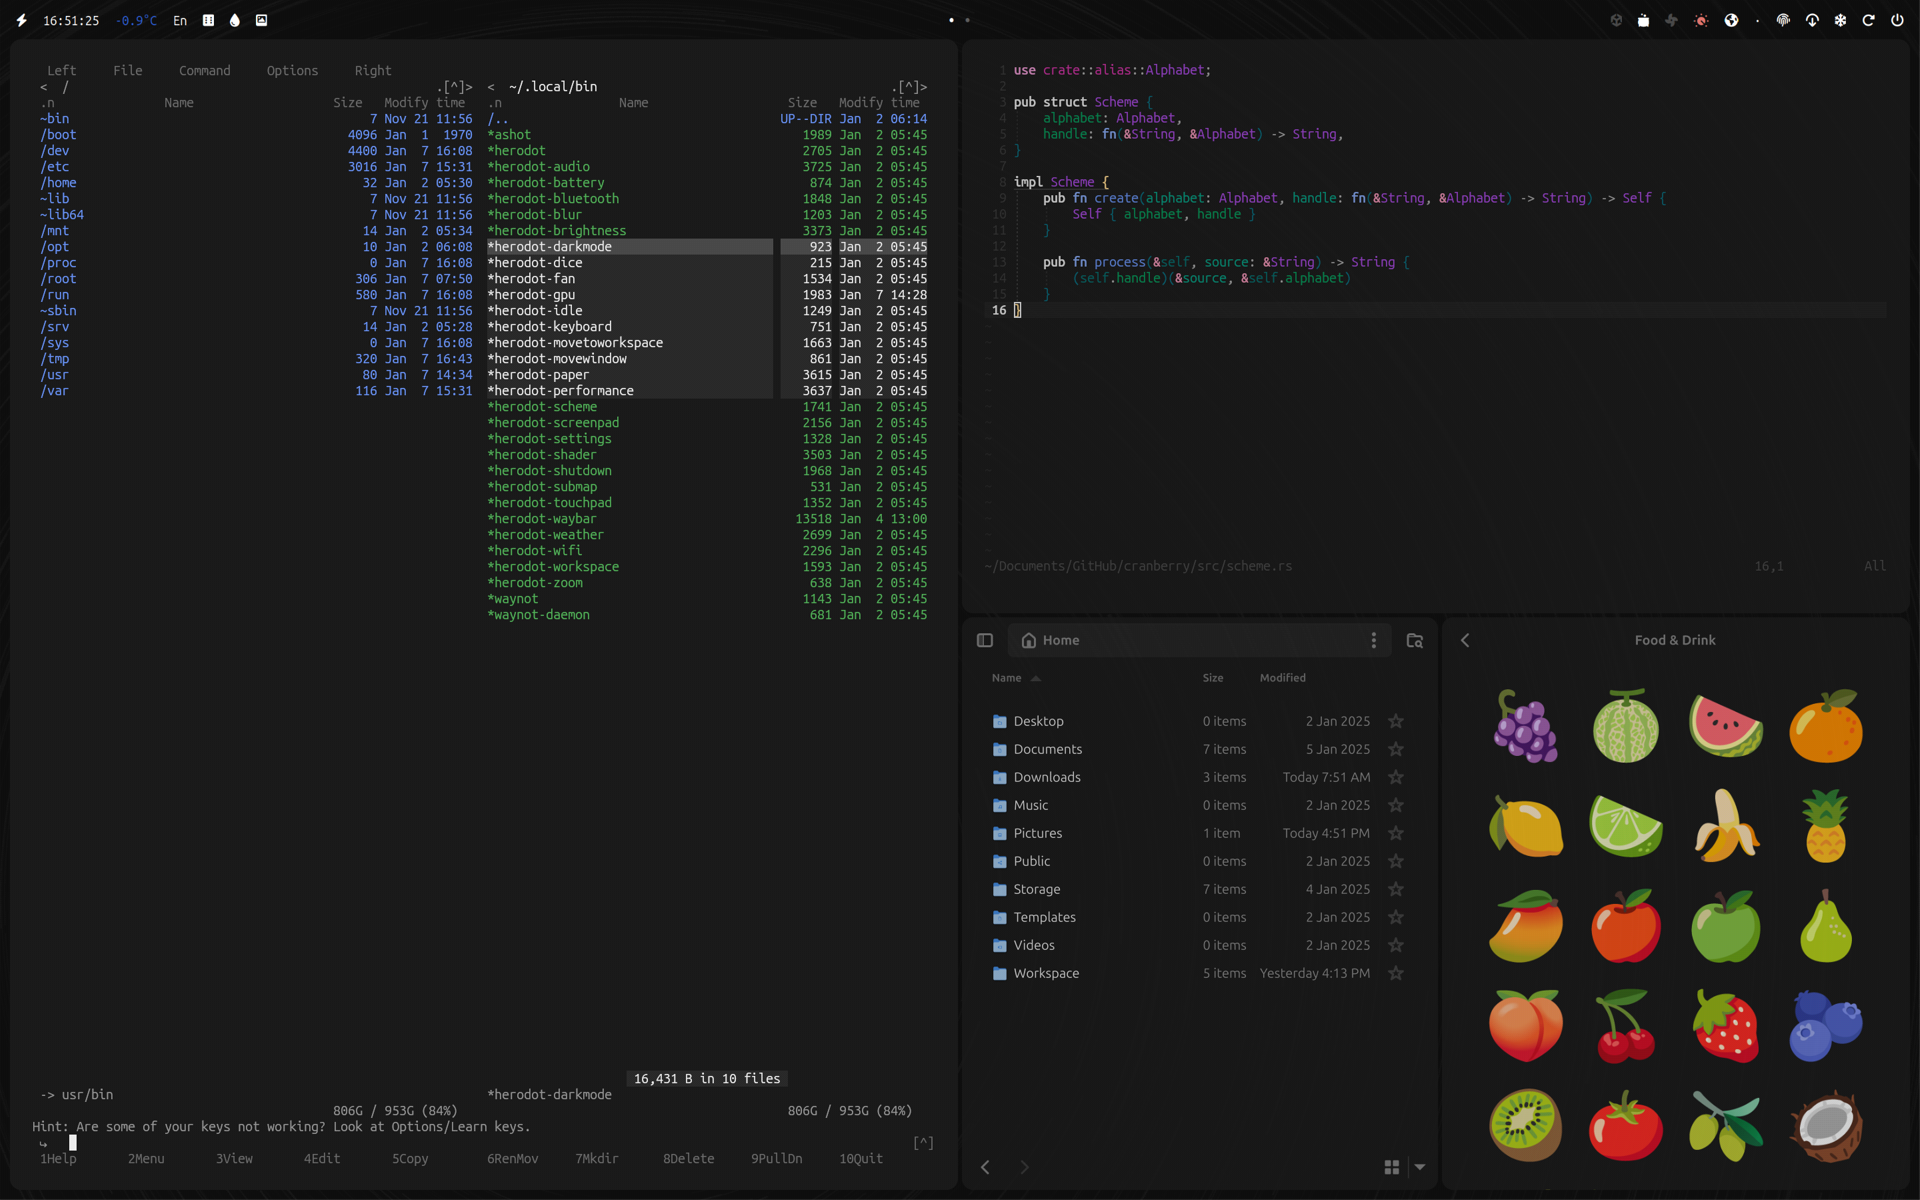 16:51:25 -0.9°C En
Left File Command Options Right
< / .[^]>
.n Name Size Modify time
~bin 7 Nov 21 11:56
/boot 4096 Jan 1 1970
/dev 4400 Jan 7 16:08
/etc 3016 Jan 7 15:31
/home 32 Jan 2 05:30
~lib 7 Nov 21 11:56
~lib64 7 Nov 21 11:56
/mnt 14 Jan 2 05:34
/opt 10 Jan 2 06:08
/proc 0 Jan 7 16:08
/root 306 Jan 7 07:50
/run 580 Jan 7 16:08
~sbin 7 Nov 21 11:56
/srv 14 Jan 2 05:28
/sys 0 Jan 7 16:08
/tmp 320 Jan 7 16:43
/usr 80 Jan 7 14:34
/var 116 Jan 7 15:31
-> usr/bin
806G / 953G (84%)
< ~/.local/bin .[^]>
.n Name Size Modify time
/.. UP--DIR Jan 2 06:14
*ashot 1989 Jan 2 05:45
*herodot 2705 Jan 2 05:45
*herodot-audio 3725 Jan 2 05:45
*herodot-battery 874 Jan 2 05:45
*herodot-bluetooth 1848 Jan 2 05:45
*herodot-blur 1203 Jan 2 05:45
*herodot-brightness 3373 Jan 2 05:45
*herodot-darkmode 923 Jan 2 05:45
*herodot-dice 215 Jan 2 05:45
*herodot-fan 1534 Jan 2 05:45
*herodot-gpu 1983 Jan 7 14:28
*herodot-idle 1249 Jan 2 05:45
*herodot-keyboard 751 Jan 2 05:45
*herodot-movetoworkspace 1663 Jan 2 05:45
*herodot-movewindow 861 Jan 2 05:45
*herodot-paper 3615 Jan 2 05:45
*herodot-performance 3637 Jan 2 05:45
*herodot-scheme 1741 Jan 2 05:45
*herodot-screenpad 2156 Jan 2 05:45
*herodot-settings 1328 Jan 2 05:45
*herodot-shader 3503 Jan 2 05:45
*herodot-shutdown 1968 Jan 2 05:45
*herodot-submap 531 Jan 2 05:45
*herodot-touchpad 1352 Jan 2 05:45
*herodot-waybar 13518 Jan 4 13:00
*herodot-weather 2699 Jan 2 05:45
*herodot-wifi 2296 Jan 2 05:45
*herodot-workspace 1593 Jan 2 05:45
*herodot-zoom 638 Jan 2 05:45
*waynot 1143 Jan 2 05:45
*waynot-daemon 681 Jan 2 05:45
16,431 B in 10 files
*herodot-darkmode
806G / 953G (84%)
Hint: Are some of your keys not working? Look at Options/Learn keys.
[^]
1Help 2Menu 3View 4Edit 5Copy 6RenMov 7Mkdir 8Delete 9PullDn 10Quit
1 use crate::alias::Alphabet;
2
3 pub struct Scheme {
4 alphabet: Alphabet,
5 handle: fn(&String, &Alphabet) -> String,
6 }
7
8 impl Scheme {
9 pub fn create(alphabet: Alphabet, handle: fn(&String, &Alphabet) -> String) -> Self {
10 Self { alphabet, handle }
11 }
12
13 pub fn process(&self, source: &String) -> String {
14 (self.handle)(&source, &self.alphabet)
15 }
16 }
~/Documents/GitHub/cranberry/src/scheme.rs 16,1 All
Home
Name Size Modified
Desktop 0 items 2 Jan 2025
Documents 7 items 5 Jan 2025
Downloads 3 items Today 7:51 AM
Music 0 items 2 Jan 2025
Pictures 1 item Today 4:51 PM
Public 0 items 2 Jan 2025
Storage 7 items 4 Jan 2025
Templates 0 items 2 Jan 2025
Videos 0 items 2 Jan 2025
Workspace 5 items Yesterday 4:13 PM
Food & Drink